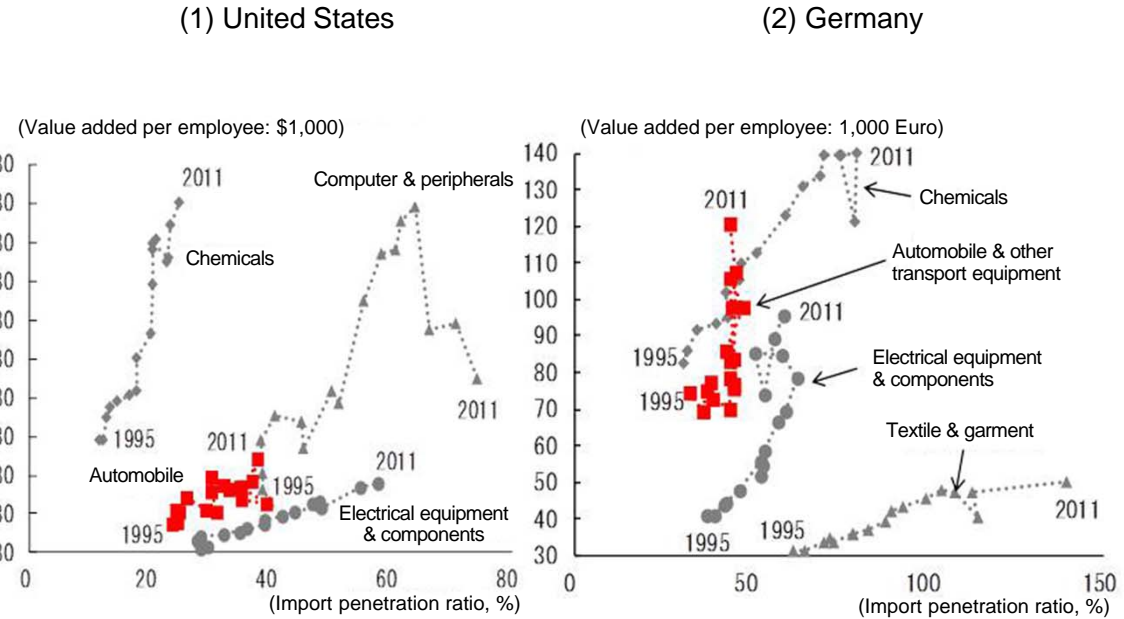 (1) United States
(2) Germany
(Value added per employee: $1,000)
(Value added per employee: 1,000 Euro)
2011
Computer & peripherals
Chemicals
1995
2011
Automobile
2011
1995
2011
1995
Electrical equipment
& components
0
20
40
60
80
(Import penetration ratio, %)
140
130
120
110
100
90
80
70
60
50
40
30
2011
Chemicals
2011
Automobile & other
transport equipment
2011
1995
Electrical equipment
& components
1995
Textile & garment
2011
1995
1995
0
50
100
150
(Import penetration ratio, %)